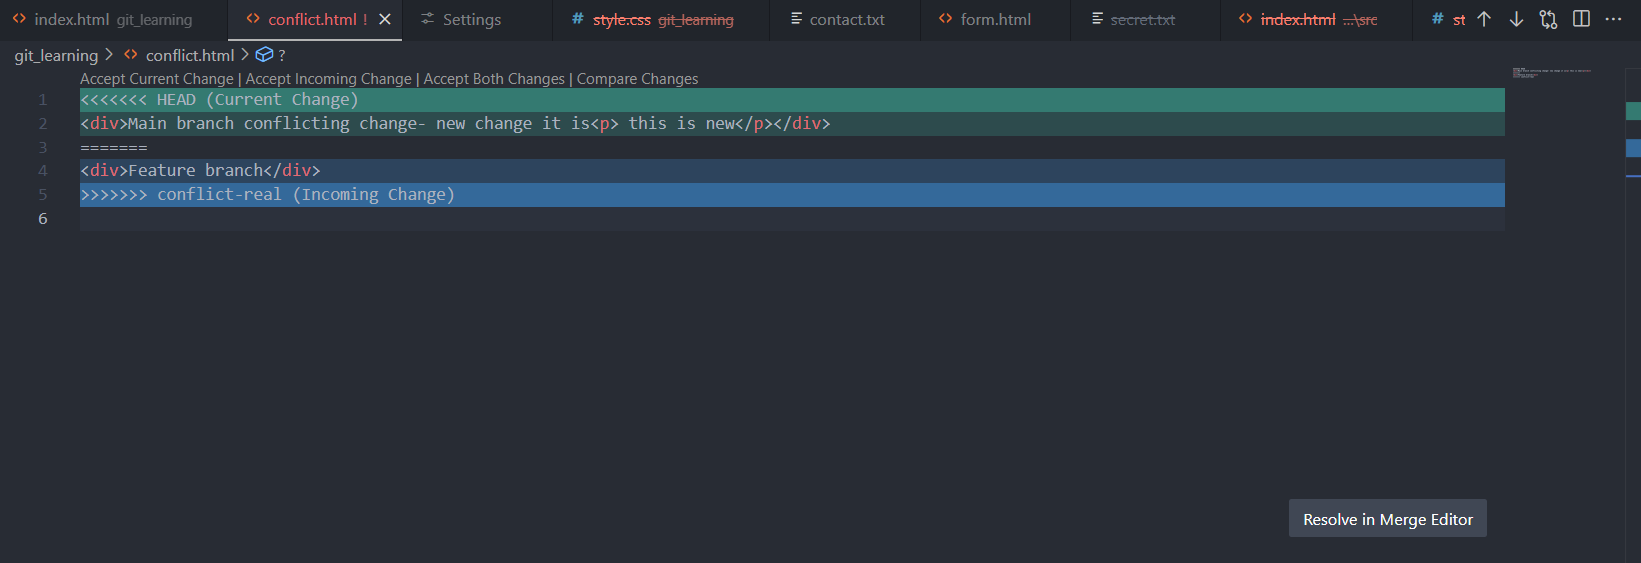 index.html git_learning conflict.html ! Settings style.css git_learning contact.txt form.html secret.txt index.html ...\src st
git_learning > conflict.html > ?
Accept Current Change | Accept Incoming Change | Accept Both Changes | Compare Changes
1 <<<<<<< HEAD (Current Change)
2 <div>Main branch conflicting change- new change it is<p> this is new</p></div>
3 =======
4 <div>Feature branch</div>
5 >>>>>>> conflict-real (Incoming Change)
6
Resolve in Merge Editor